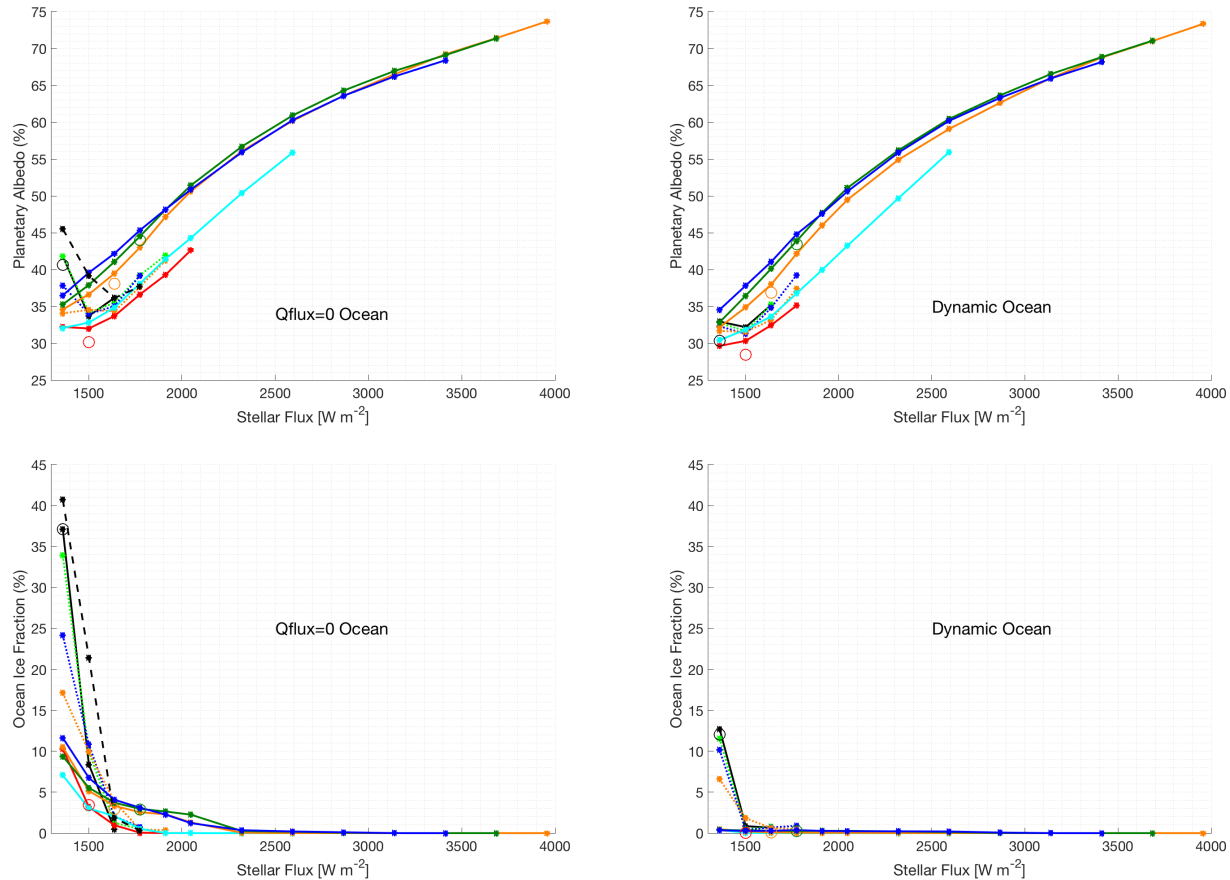 75
70
65
60
55
50
45
40
35
30
25
Planetary Albedo (%)
Qflux=0 Ocean
1500 2000 2500 3000 3500 4000
Stellar Flux [W m-2]
75
70
65
60
55
50
45
40
35
30
25
Planetary Albedo (%)
Dynamic Ocean
1500 2000 2500 3000 3500 4000
Stellar Flux [W m-2]
45
40
35
30
25
20
15
10
5
0
Ocean Ice Fraction (%)
Qflux=0 Ocean
1500 2000 2500 3000 3500 4000
Stellar Flux [W m-2]
45
40
35
30
25
20
15
10
5
0
Ocean Ice Fraction (%)
Dynamic Ocean
1500 2000 2500 3000 3500 4000
Stellar Flux [W m-2]